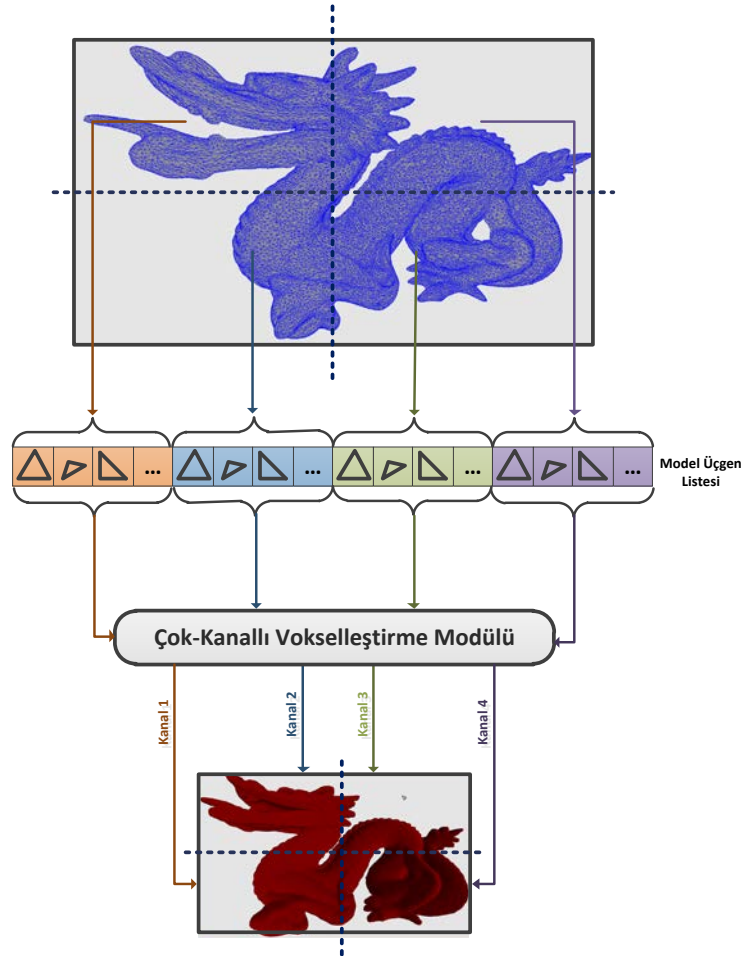 ... ... ... ...
Model Üçgen
Listesi
Çok-Kanallı Vokselleştirme Modülü
Kanal 1
Kanal 2
Kanal 3
Kanal 4